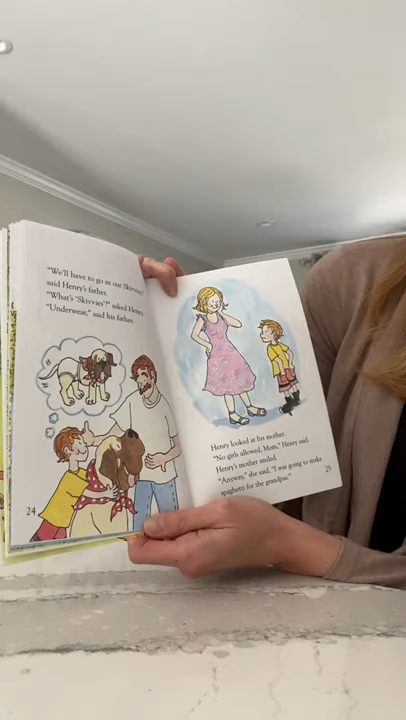 "We'll have to go in our Skivvies,"
said Henry's father.
"What's 'Skivvies'?" asked Henry.
"Underwear," said his father.
24
Henry looked at his mother.
"No girls allowed, Mom," Henry said.
Henry's mother smiled.
"Anyway," she said, "I was going to make
spaghetti for the grandpas."
25